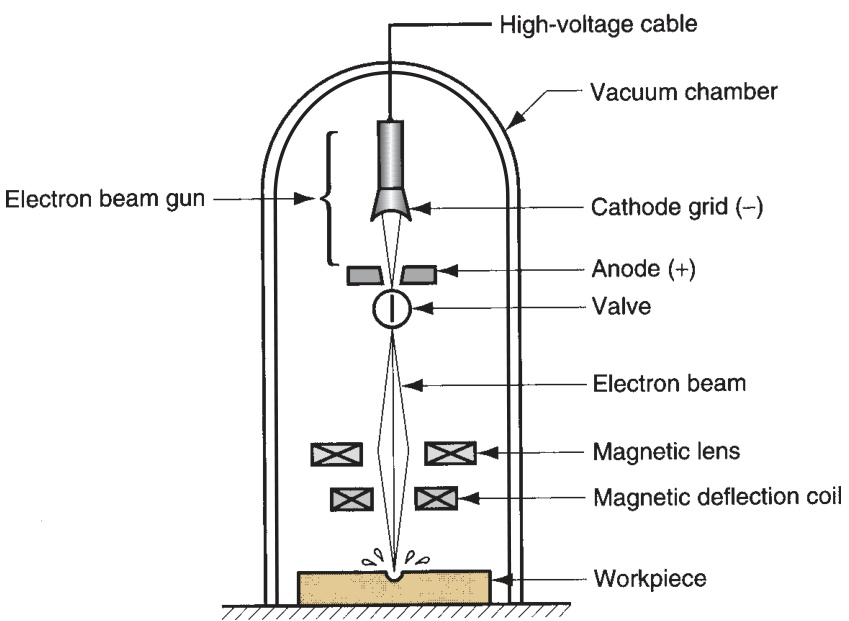 High-voltage cable
Vacuum chamber
Electron beam gun
Cathode grid (–)
Anode (+)
Valve
Electron beam
Magnetic lens
Magnetic deflection coil
Workpiece